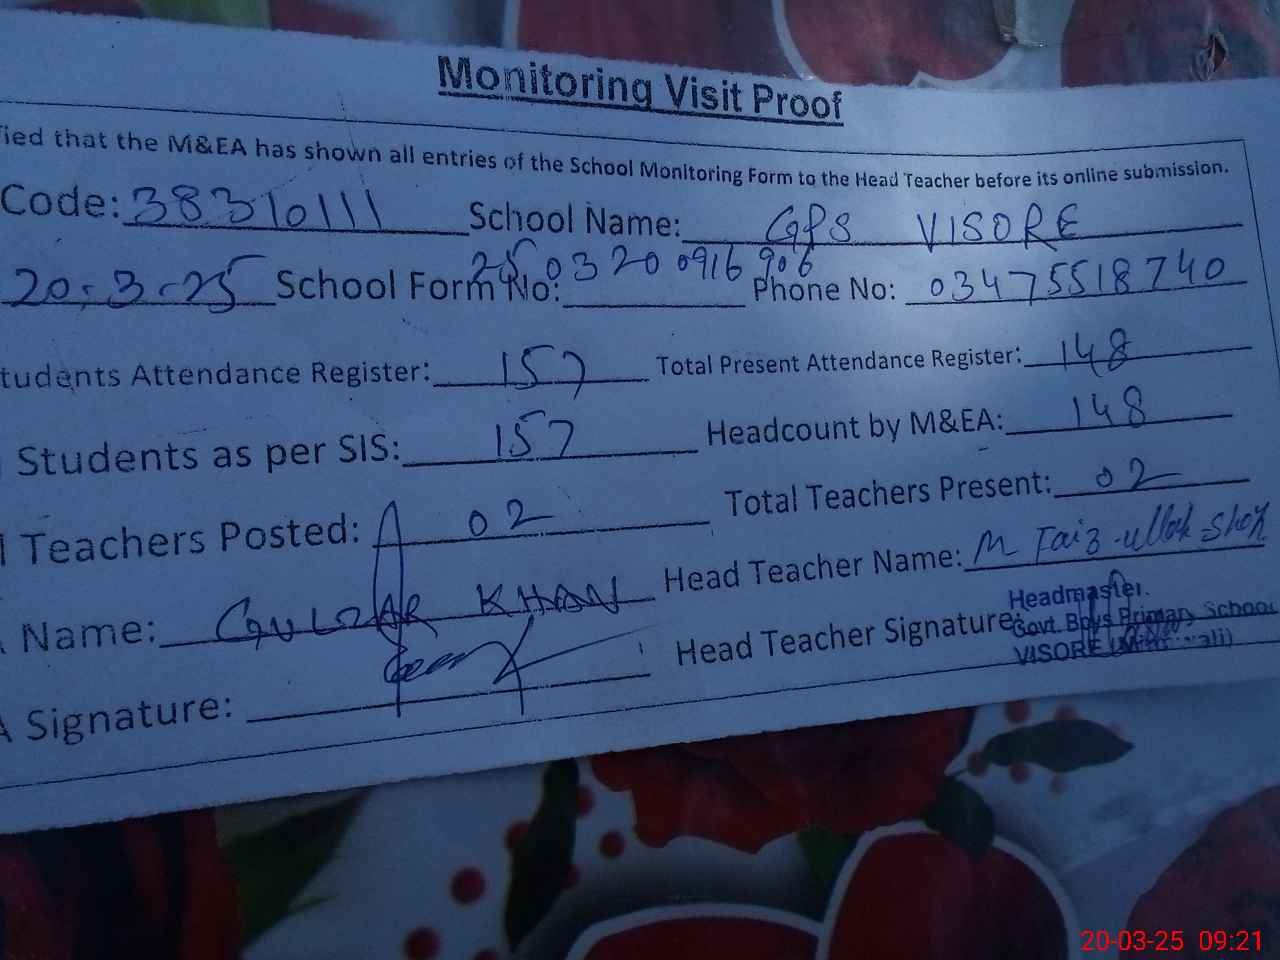 Monitoring Visit Proof
ied that the M&EA has shown all entries of the School Monitoring Form to the Head Teacher before its online submission.
Code: 38310111 School Name: GPS VISORE
20-3-25 School Form No: 250320 0916 906 Phone No: 03475518740
tudents Attendance Register: 157 Total Present Attendance Register: 148
Students as per SIS: 157 Headcount by M&EA: 148
Teachers Posted: 02 Total Teachers Present: 02
Name: GULZAR KHAN Head Teacher Name: M Faiz-ullah-Shah
A Signature: Head Teacher Signature: Headmaster.
Govt. Boys Primary School
VISORE
20-03-25 09:21